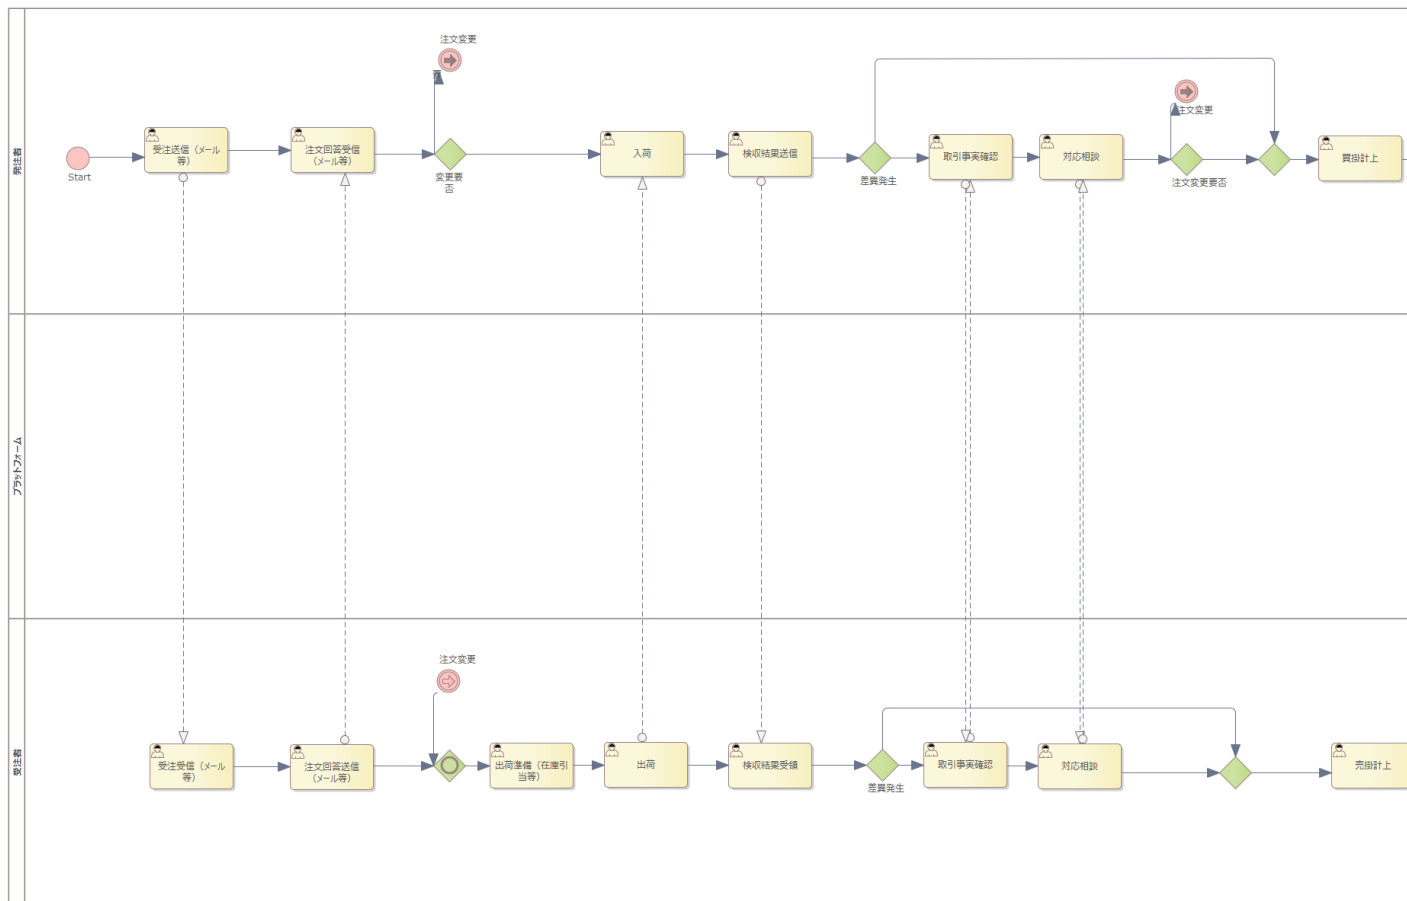 発注者
注文変更
要
Start
受注送信（メール
等）
注文回答受信
（メール等）
変更要
否
入荷
検収結果送信
差異発生
取引事実確認
対応相談
注文変更
注文変更要否
買掛計上
プラットフォーム
受注者
注文変更
受注受信（メール
等）
注文回答送信
（メール等）
出荷準備（在庫引
当等）
出荷
検収結果受領
差異発生
取引事実確認
対応相談
売掛計上